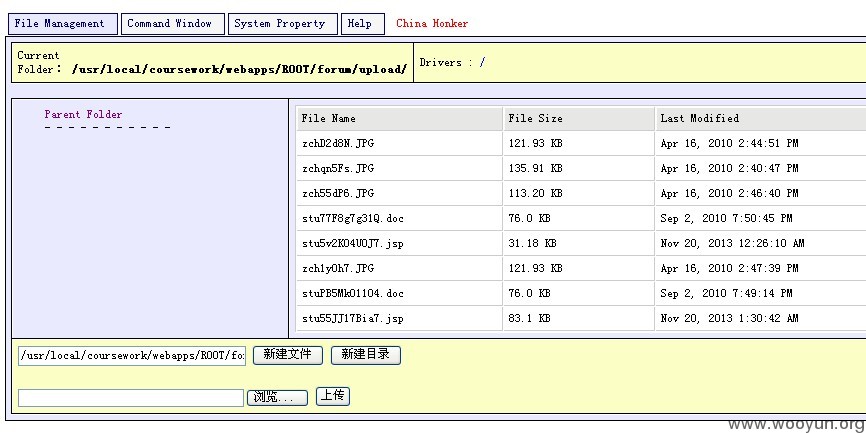 File Management Command Window System Property Help China Honker
Current Folder: /usr/local/coursework/webapps/ROOT/forum/upload/ Drivers : /
Parent Folder
- - - - - - - - - - -
File Name File Size Last Modified
zchD2d8N.JPG 121.93 KB Apr 16, 2010 2:44:51 PM
zchqn5Fs.JPG 135.91 KB Apr 16, 2010 2:40:47 PM
zch55dP6.JPG 113.20 KB Apr 16, 2010 2:46:40 PM
stu77F8g7g31Q.doc 76.0 KB Sep 2, 2010 7:50:45 PM
stu5v2KO4UOJ7.jsp 31.18 KB Nov 20, 2013 12:26:10 AM
zch1yOh7.JPG 121.93 KB Apr 16, 2010 2:47:39 PM
stuPB5MkO1104.doc 76.0 KB Sep 2, 2010 7:49:14 PM
stu55JJ17Bia7.jsp 83.1 KB Nov 20, 2013 1:30:42 AM
/usr/local/coursework/webapps/ROOT/fo 新建文件 新建目录
浏览... 上传
www.wooyun.org